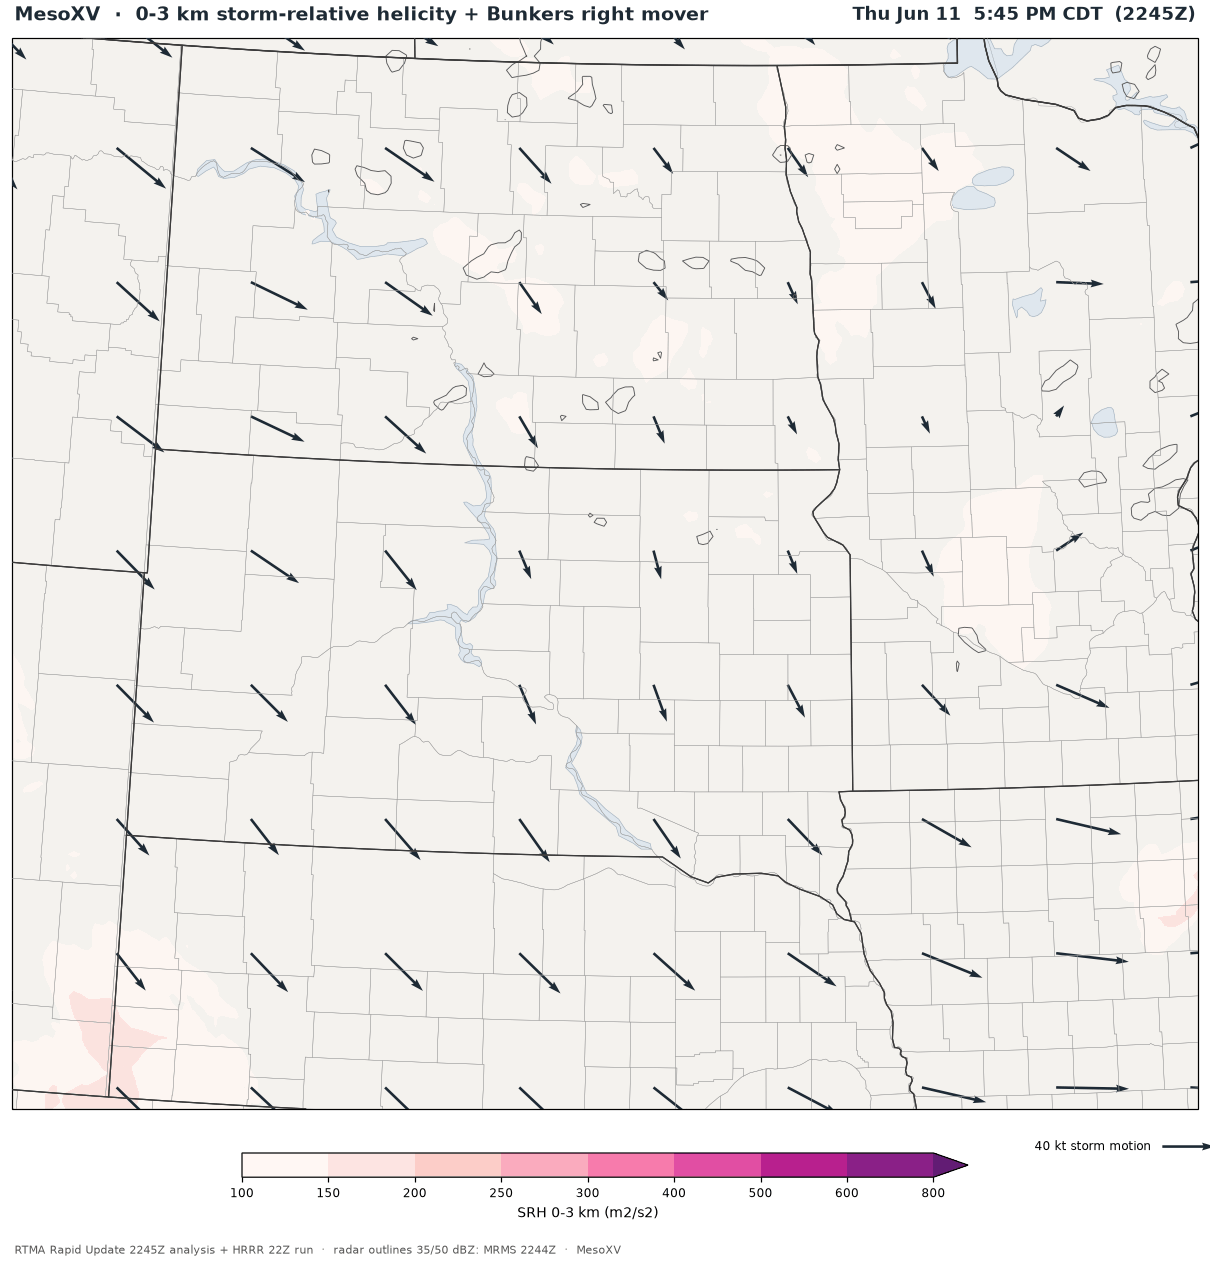 MesoXV · 0-3 km storm-relative helicity + Bunkers right mover
Thu Jun 11 5:45 PM CDT (2245Z)
40 kt storm motion
100 150 200 250 300 400 500 600 800
SRH 0-3 km (m2/s2)
RTMA Rapid Update 2245Z analysis + HRRR 22Z run · radar outlines 35/50 dBZ: MRMS 2244Z · MesoXV